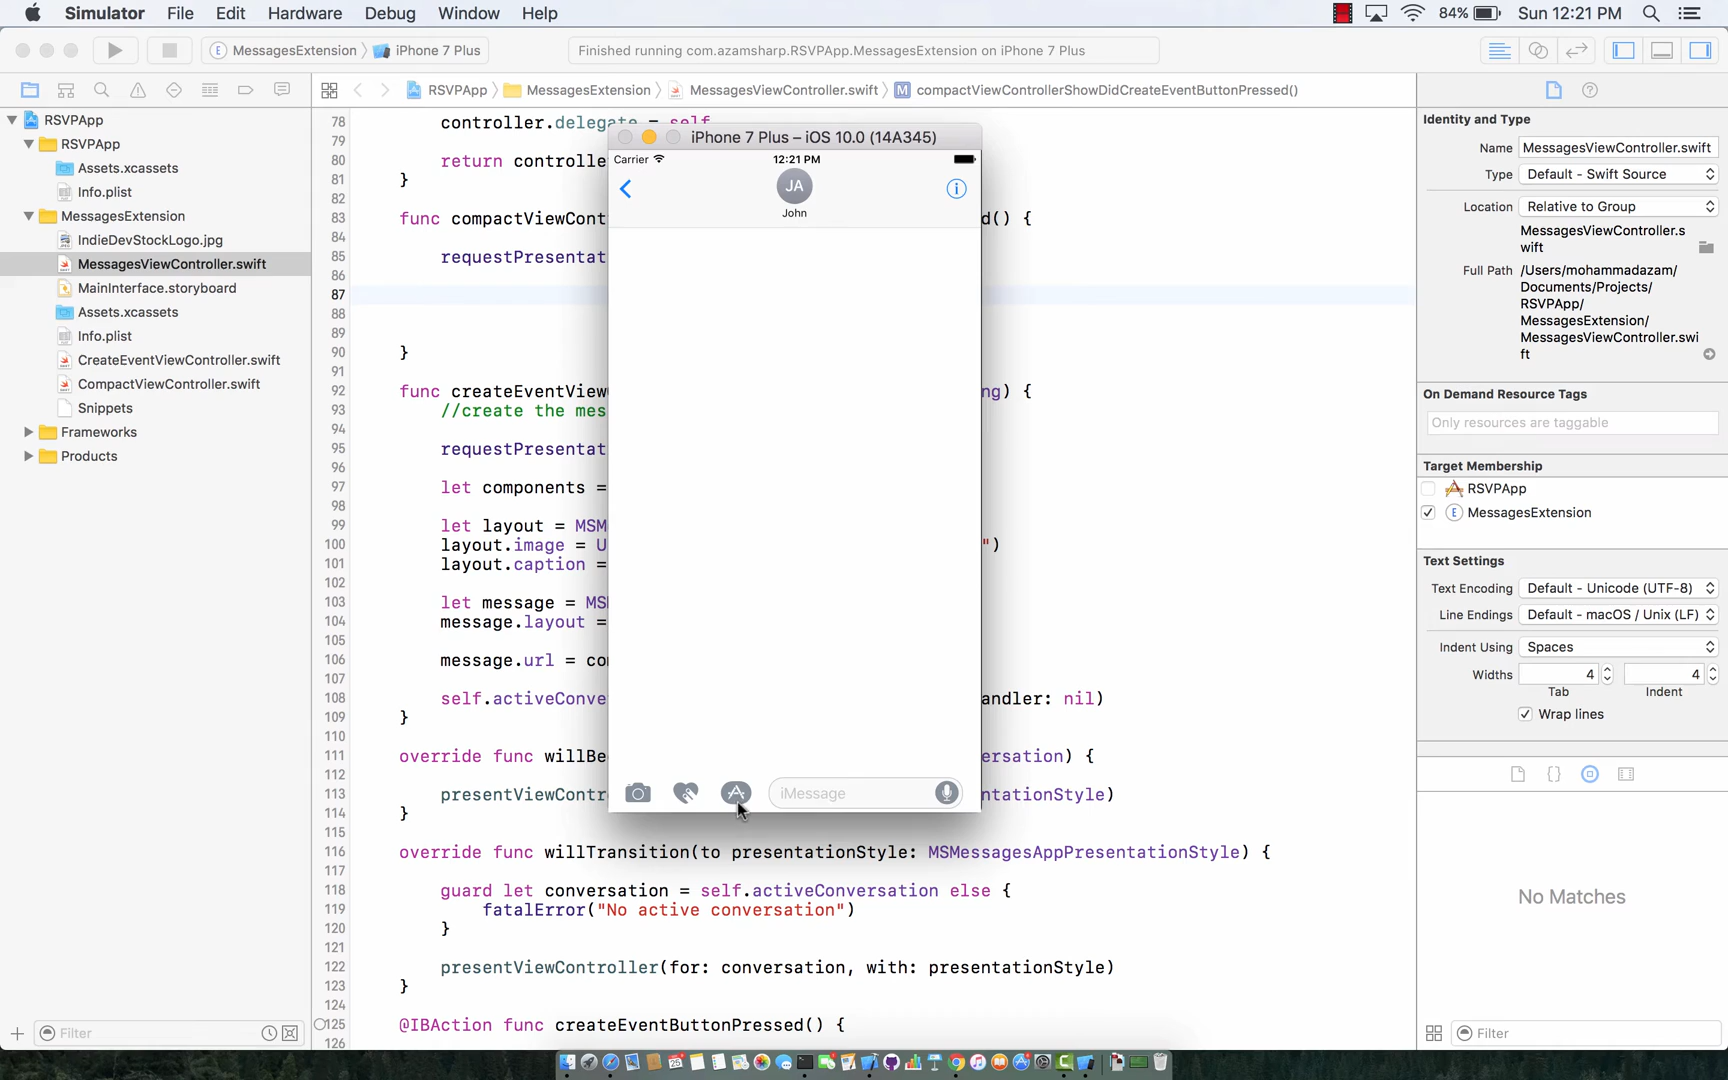 Simulator File Edit Hardware Debug Window Help 84% Sun 12:21 PM
MessagesExtension iPhone 7 Plus Finished running com.azamsharp.RSVPApp.MessagesExtension on iPhone 7 Plus
RSVPApp MessagesExtension MessagesViewController.swift M compactViewControllerShowDidCreateEventButtonPressed()
RSVPApp
RSVPApp
Assets.xcassets
Info.plist
MessagesExtension
IndieDevStockLogo.jpg
MessagesViewController.swift
MainInterface.storyboard
Assets.xcassets
Info.plist
CreateEventViewController.swift
CompactViewController.swift
Snippets
Frameworks
Products
Filter
78 controller.delegate = self
79
80 return controller
81 }
82
83 func compactViewCont d() {
84
85 requestPresentat
86
87
88
89
90 }
91
92 func createEventView ng) {
93 //create the mes
94
95 requestPresentat
96
97 let components =
98
99 let layout = MSM
100 layout.image = U ")
101 layout.caption =
102
103 let message = MS
104 message.layout =
105
106 message.url = co
107
108 self.activeConve andler: nil)
109 }
110
111 override func willBe ersation) {
112
113 presentViewContr ntationStyle)
114 }
115
116 override func willTransition(to presentationStyle: MSMessagesAppPresentationStyle) {
117
118 guard let conversation = self.activeConversation else {
119 fatalError("No active conversation")
120 }
121
122 presentViewController(for: conversation, with: presentationStyle)
123 }
124
125 @IBAction func createEventButtonPressed() {
126
iPhone 7 Plus – iOS 10.0 (14A345)
Carrier 12:21 PM
JA
John
iMessage
Identity and Type
Name MessagesViewController.swift
Type Default - Swift Source
Location Relative to Group
MessagesViewController.s
wift
Full Path /Users/mohammadazam/
Documents/Projects/
RSVPApp/
MessagesExtension/
MessagesViewController.swi
ft
On Demand Resource Tags
Only resources are taggable
Target Membership
RSVPApp
E MessagesExtension
Text Settings
Text Encoding Default - Unicode (UTF-8)
Line Endings Default - macOS / Unix (LF)
Indent Using Spaces
Widths 4 4
Tab Indent
Wrap lines
No Matches
Filter